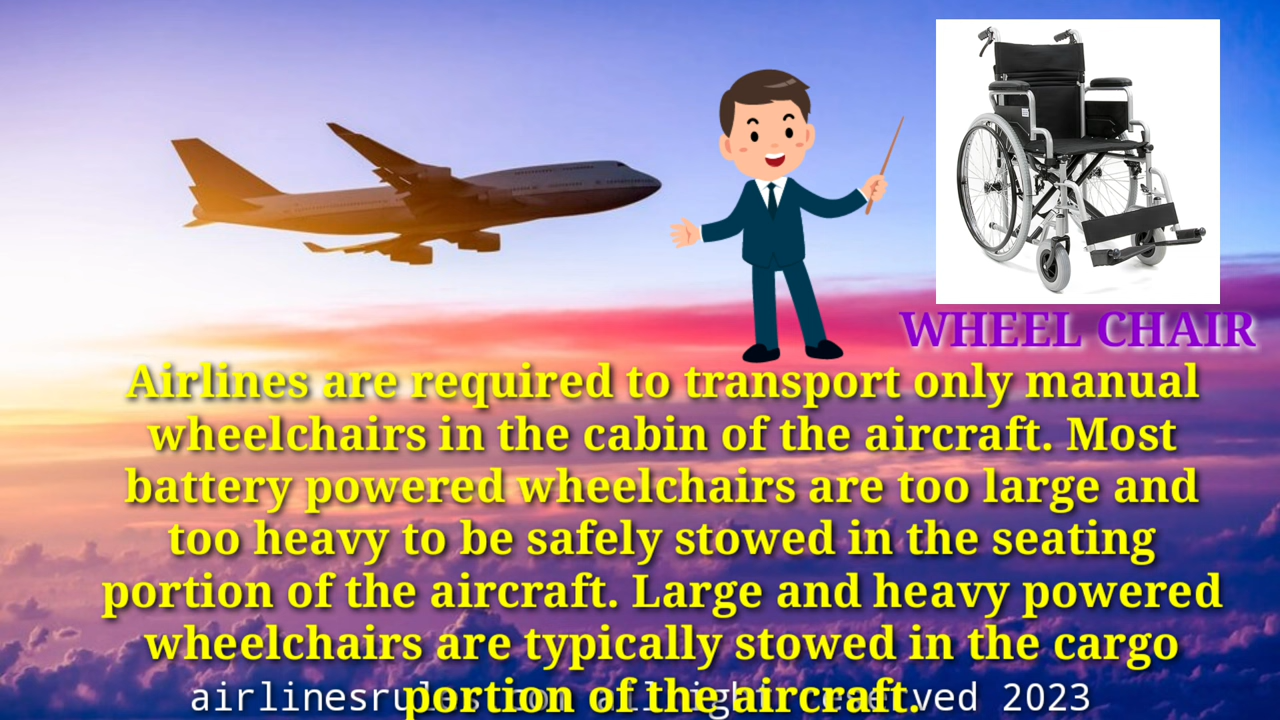 WHEEL CHAIR
Airlines are required to transport only manual
wheelchairs in the cabin of the aircraft. Most
battery powered wheelchairs are too large and
too heavy to be safely stowed in the seating
portion of the aircraft. Large and heavy powered
wheelchairs are typically stowed in the cargo
portion of the aircraft.
2023